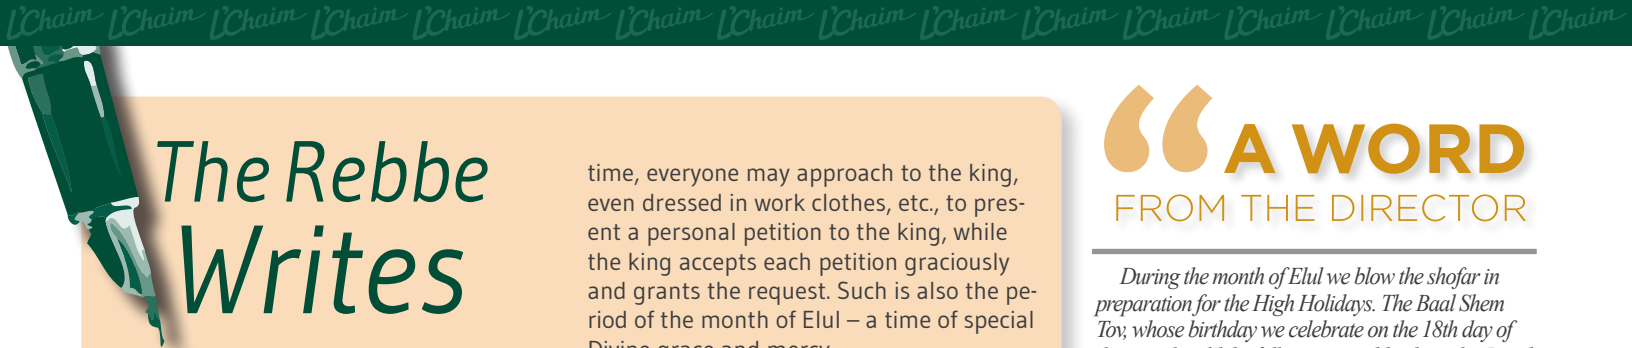 L'Chaim L'Chaim L'Chaim L'Chaim L'Chaim L'Chaim L'Chaim L'Chaim L'Chaim L'Chaim L'Chaim L'Chaim L'Chaim L'Chaim L'Chaim L'Chaim
The Rebbe
Writes
time, everyone may approach to the king,
even dressed in work clothes, etc., to pres-
ent a personal petition to the king, while
the king accepts each petition graciously
and grants the request. Such is also the pe-
riod of the month of Elul – a time of special
Divine grace and mercy
“ A WORD
FROM THE DIRECTOR
During the month of Elul we blow the shofar in
preparation for the High Holidays. The Baal Shem
Tov, whose birthday we celebrate on the 18th day of